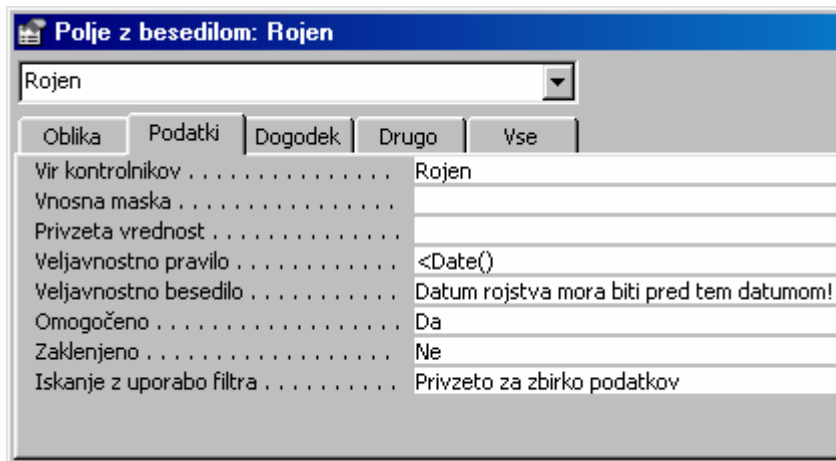 Polje z besedilom: Rojen
Rojen
Oblika Podatki Dogodek Drugo Vse
Vir kontrolnikov . . . . . . . . . . . . . . . Rojen
Vnosna maska . . . . . . . . . . . . . . . .
Privzeta vrednost . . . . . . . . . . . . . .
Veljavnostno pravilo . . . . . . . . . . . . <Date()
Veljavnostno besedilo . . . . . . . . . . . Datum rojstva mora biti pred tem datumom!
Omogočeno . . . . . . . . . . . . . . . . . . Da
Zaklenjeno . . . . . . . . . . . . . . . . . . Ne
Iskanje z uporabo filtra . . . . . . . . . . Privzeto za zbirko podatkov